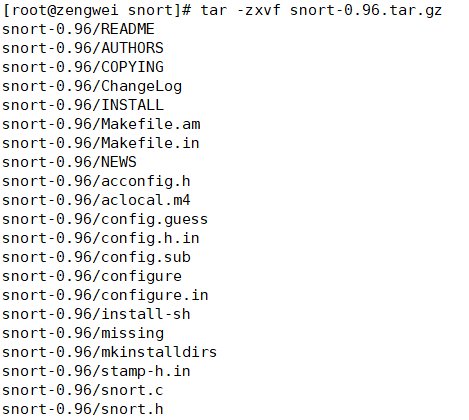 [root@zengwei snort]# tar -zxvf snort-0.96.tar.gz
snort-0.96/README
snort-0.96/AUTHORS
snort-0.96/COPYING
snort-0.96/ChangeLog
snort-0.96/INSTALL
snort-0.96/Makefile.am
snort-0.96/Makefile.in
snort-0.96/NEWS
snort-0.96/acconfig.h
snort-0.96/aclocal.m4
snort-0.96/config.guess
snort-0.96/config.h.in
snort-0.96/config.sub
snort-0.96/configure
snort-0.96/configure.in
snort-0.96/install-sh
snort-0.96/missing
snort-0.96/mkinstalldirs
snort-0.96/stamp-h.in
snort-0.96/snort.c
snort-0.96/snort.h